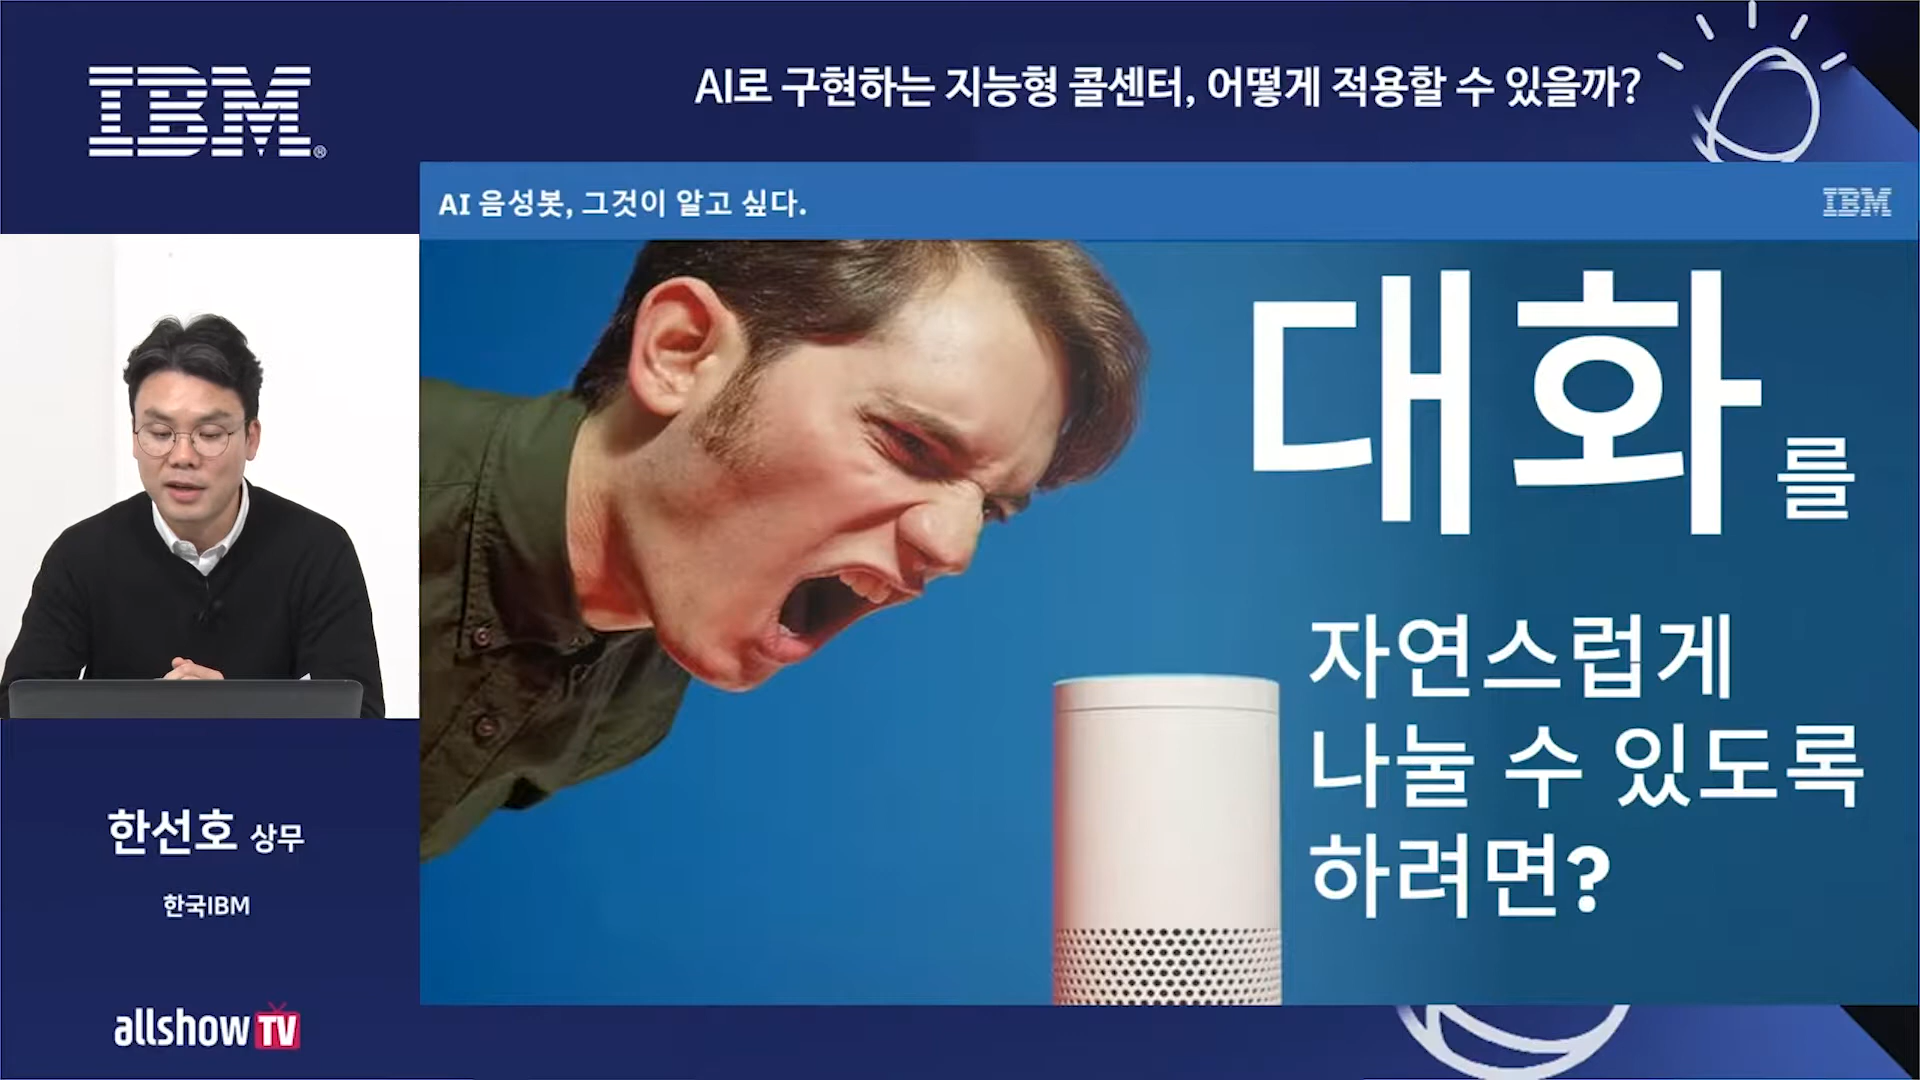 IBM®
AI로 구현하는 지능형 콜센터, 어떻게 적용할 수 있을까?
AI 음성봇, 그것이 알고 싶다.
IBM
대화를
자연스럽게
나눌 수 있도록
하려면?
한선호 상무
한국IBM
allshow TV